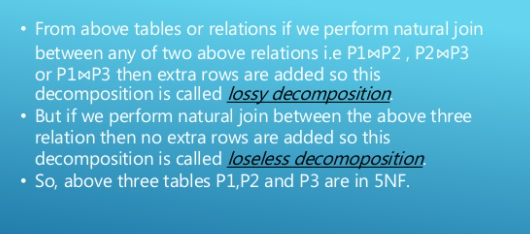 • From above tables or relations if we perform natural join
between any of two above relations i.e P1⋈P2 , P2⋈P3
or P1⋈P3 then extra rows are added so this
decomposition is called lossy decomposition.
• But if we perform natural join between the above three
relation then no extra rows are added so this
decomposition is called loseless decomoposition.
• So, above three tables P1,P2 and P3 are in 5NF.